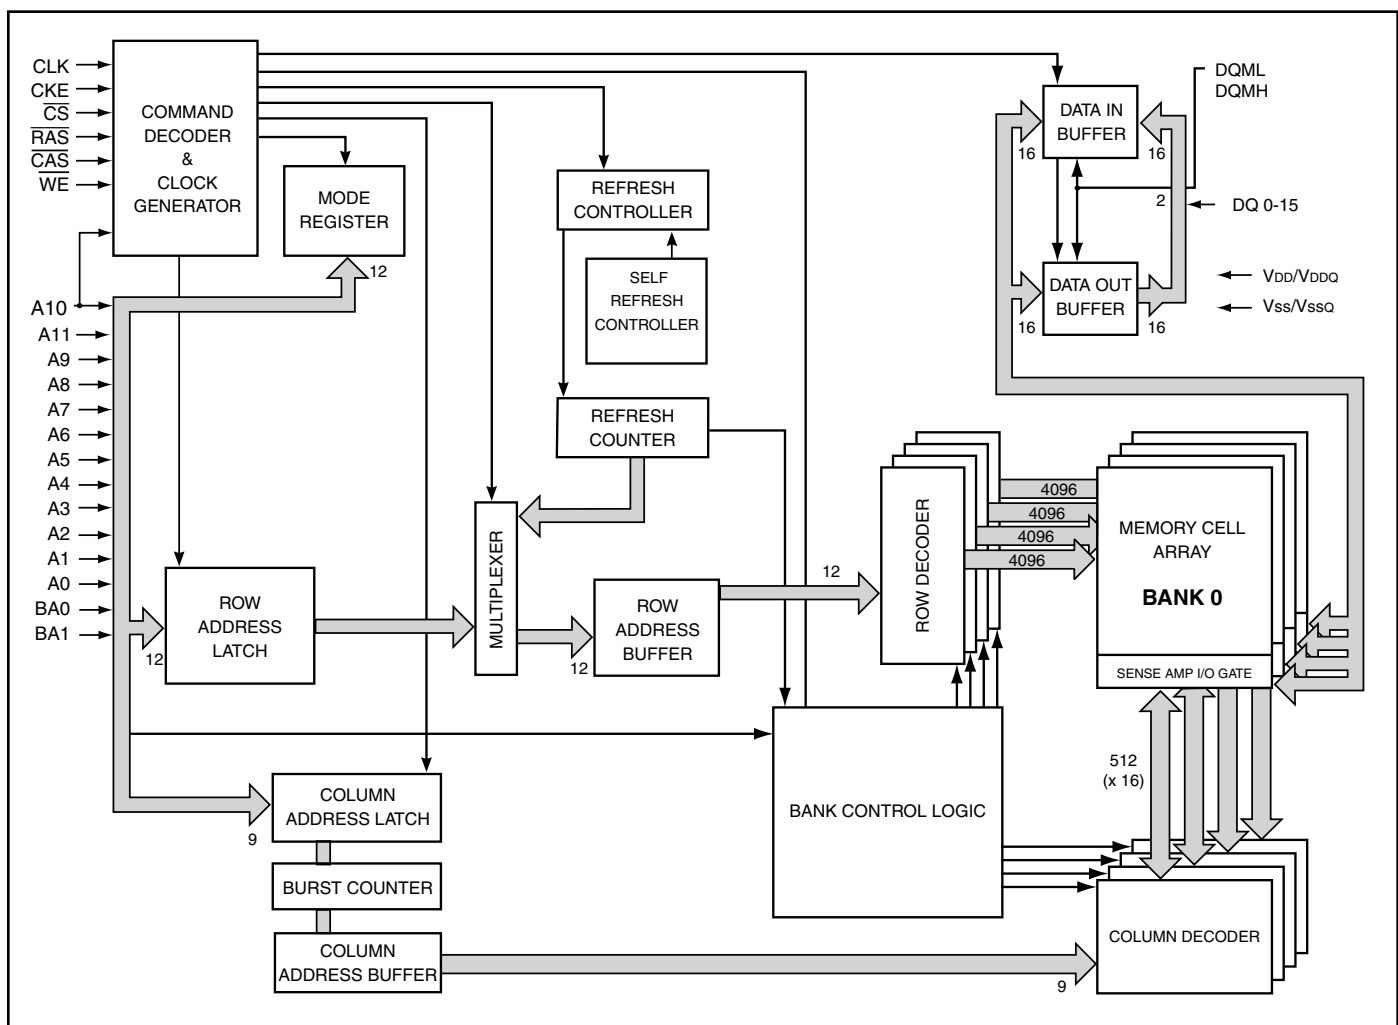 CLK
CKE
CS
RAS
CAS
WE
COMMAND
DECODER
&
CLOCK
GENERATOR
MODE
REGISTER
12
REFRESH
CONTROLLER
SELF
REFRESH
CONTROLLER
REFRESH
COUNTER
DQML
DQMH
DATA IN
BUFFER
16
16
2
DQ 0-15
DATA OUT
BUFFER
16
16
VDD/VDDQ
Vss/VssQ
A10
A11
A9
A8
A7
A6
A5
A4
A3
A2
A1
A0
BA0
BA1
12
ROW
ADDRESS
LATCH
MULTIPLEXER
12
ROW
ADDRESS
BUFFER
12
ROW DECODER
4096
4096
4096
4096
MEMORY CELL
ARRAY
BANK 0
SENSE AMP I/O GATE
512
(x 16)
BANK CONTROL LOGIC
9
COLUMN
ADDRESS LATCH
BURST COUNTER
COLUMN
ADDRESS BUFFER
9
COLUMN DECODER